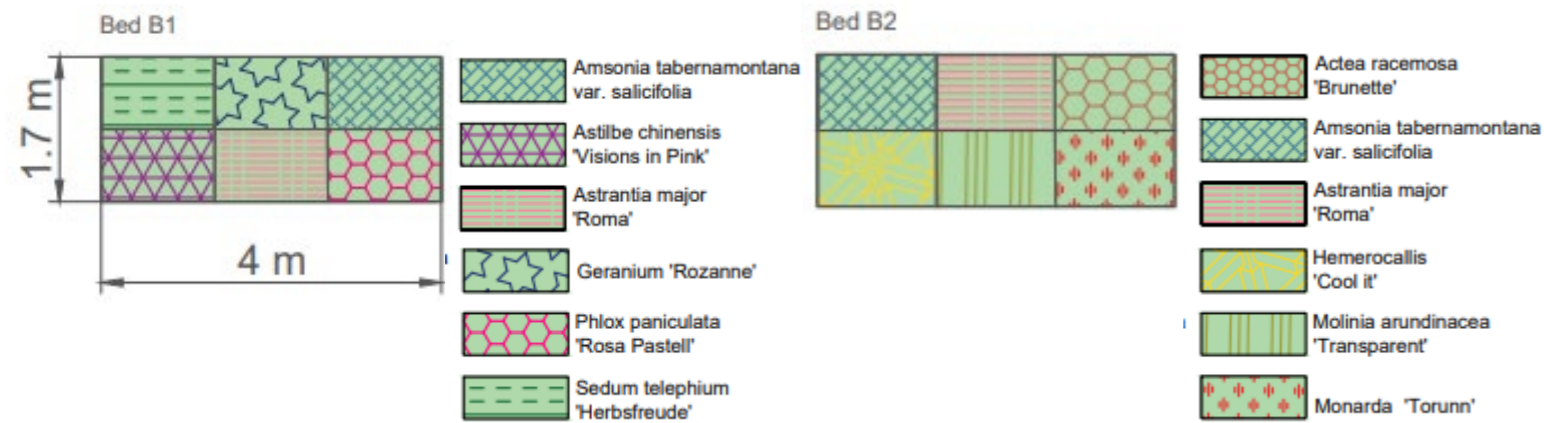 Bed B1
1.7 m
4 m
Amsonia tabernamontana
var. salicifolia
Astilbe chinensis
'Visions in Pink'
Astrantia major
'Roma'
Geranium 'Rozanne'
Phlox paniculata
'Rosa Pastell'
Sedum telephium
'Herbsfreude'
Bed B2
Actea racemosa
'Brunette'
Amsonia tabernamontana
var. salicifolia
Astrantia major
'Roma'
Hemerocallis
'Cool it'
Molinia arundinacea
'Transparent'
Monarda 'Torunn'